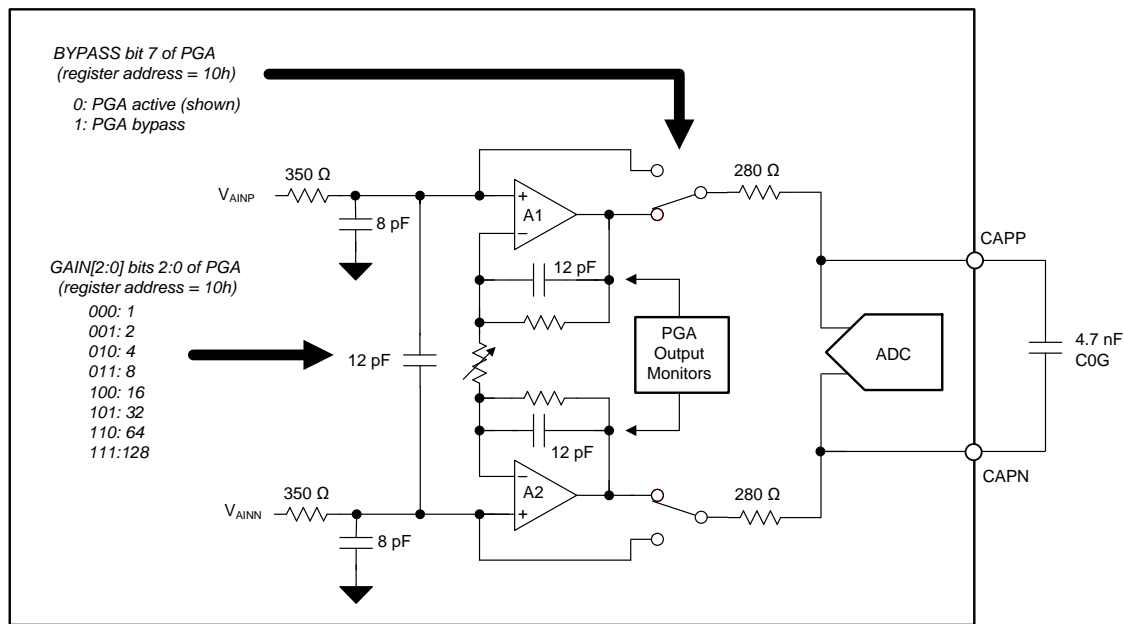 BYPASS bit 7 of PGA
(register address = 10h)
0: PGA active (shown)
1: PGA bypass
350 Ω
280 Ω
VAINP
A1
8 pF
CAPP
12 pF
GAIN[2:0] bits 2:0 of PGA
(register address = 10h)
000: 1
001: 2
010: 4
011: 8
100: 16
101: 32
110: 64
111:128
12 pF
PGA
Output
Monitors
ADC
4.7 nF
C0G
12 pF
CAPN
350 Ω
A2
280 Ω
VAINN
8 pF